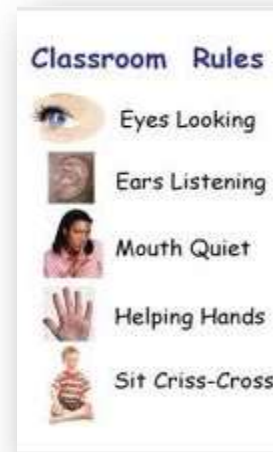 Classroom Rules
Eyes Looking
Ears Listening
Mouth Quiet
Helping Hands
Sit Criss-Cross